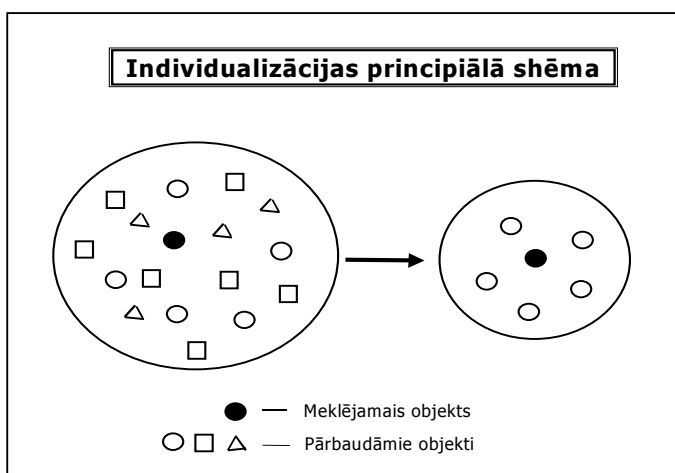 Individualizācijas principiālā shēma
Meklējamais objekts
Pārbaudāmie objekti